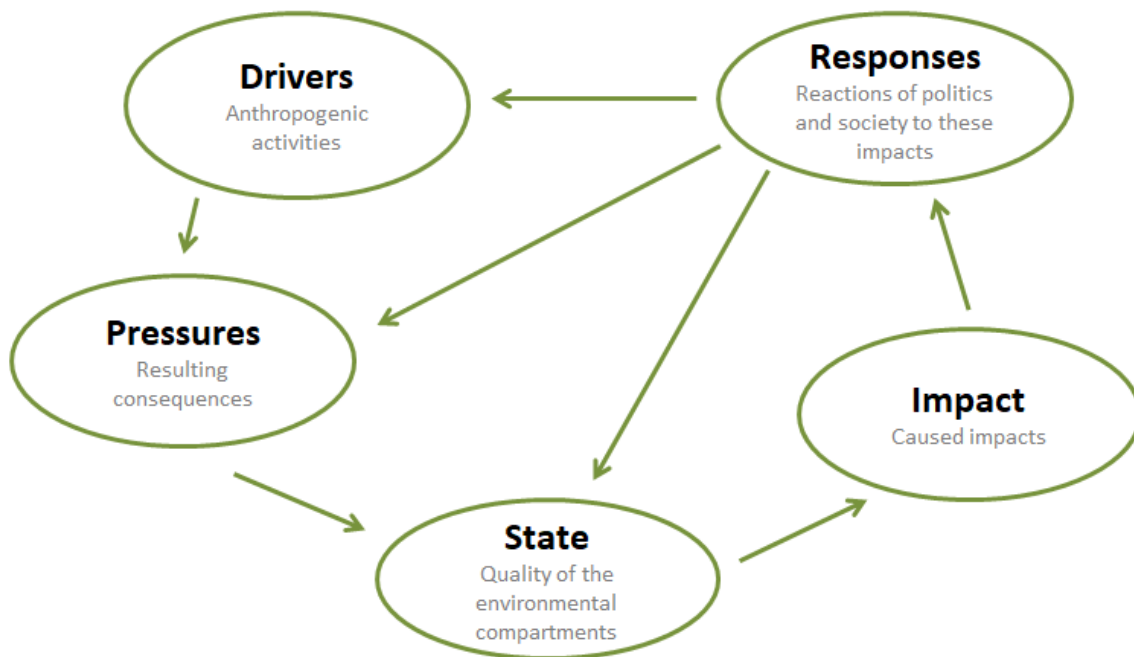 Drivers
Anthropogenic
activities
Responses
Reactions of politics
and society to these
impacts
Pressures
Resulting
consequences
Impact
Caused impacts
State
Quality of the
environmental
compartments